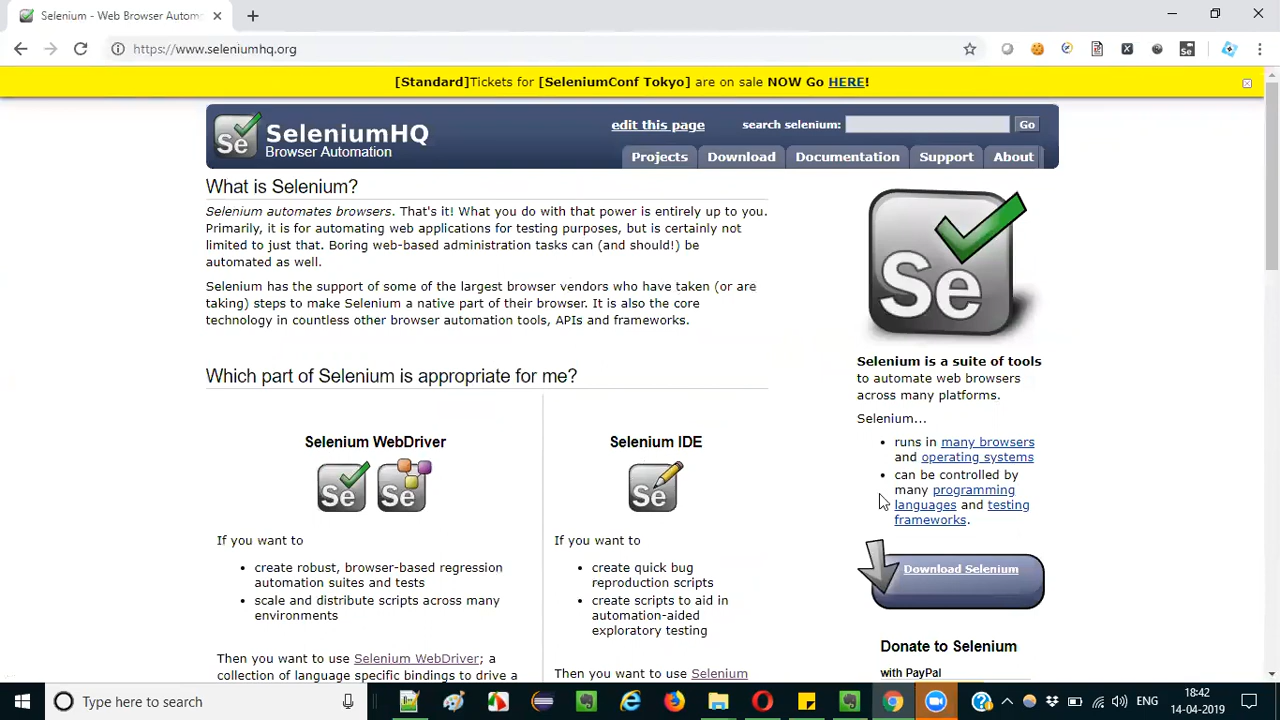 Selenium - Web Browser Autom
https://www.seleniumhq.org
[Standard]Tickets for [SeleniumConf Tokyo] are on sale NOW Go HERE!
Se
SeleniumHQ
Browser Automation
edit this page
search selenium:
Go
Projects
Download
Documentation
Support
About
What is Selenium?
Selenium automates browsers. That's it! What you do with that power is entirely up to you.
Primarily, it is for automating web applications for testing purposes, but is certainly not
limited to just that. Boring web-based administration tasks can (and should!) be
automated as well.
Selenium has the support of some of the largest browser vendors who have taken (or are
taking) steps to make Selenium a native part of their browser. It is also the core
technology in countless other browser automation tools, APIs and frameworks.
Which part of Selenium is appropriate for me?
Selenium WebDriver
Se
Se
If you want to
create robust, browser-based regression
automation suites and tests
scale and distribute scripts across many
environments
Then you want to use Selenium WebDriver; a
collection of language specific bindings to drive a
Selenium IDE
Se
If you want to
create quick bug
reproduction scripts
create scripts to aid in
automation-aided
exploratory testing
Then you want to use Selenium
Se
Selenium is a suite of tools
to automate web browsers
across many platforms.
Selenium...
runs in many browsers
and operating systems
can be controlled by
many programming
languages and testing
frameworks.
Download Selenium
Donate to Selenium
with PayPal
Type here to search
ENG
18:42
14-04-2019